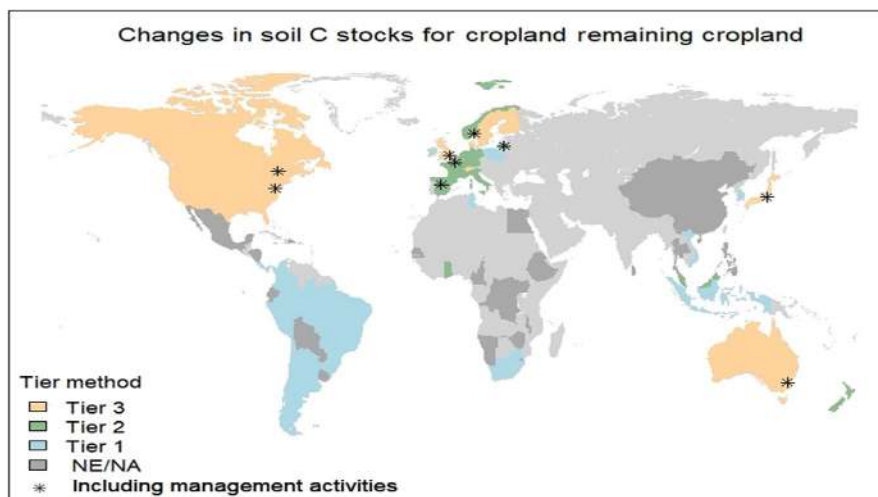 Changes in soil C stocks for cropland remaining cropland
Tier method
Tier 3
Tier 2
Tier 1
NE/NA
Including management activities